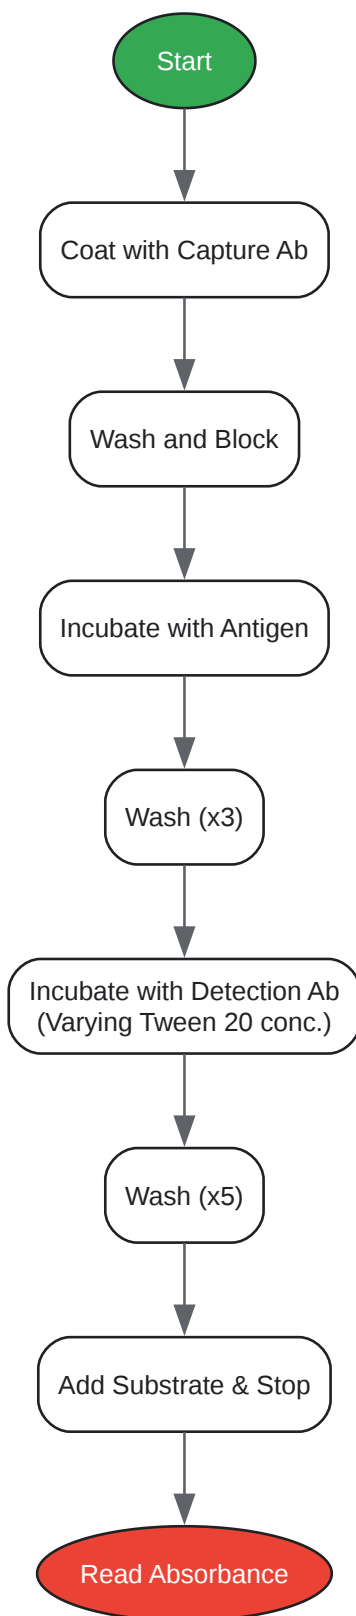 Start
Coat with Capture Ab
Wash and Block
Incubate with Antigen
Wash (x3)
Incubate with Detection Ab
(Varying Tween 20 conc.)
Wash (x5)
Add Substrate & Stop
Read Absorbance